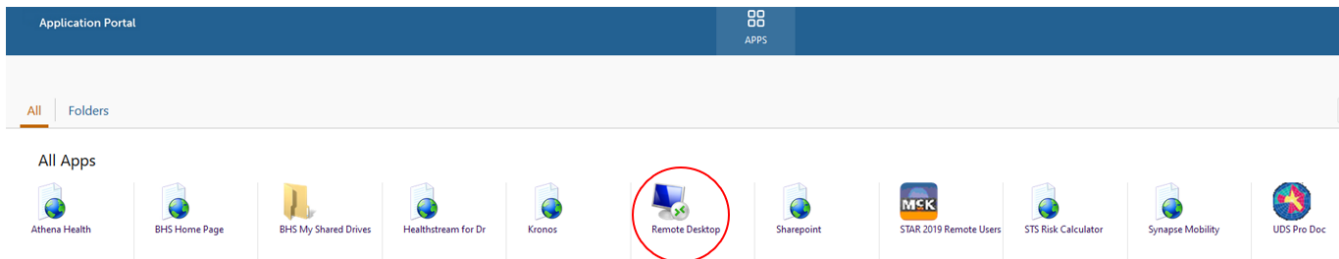 Application Portal
APPS
All Folders
All Apps
MCK
Athena Health BHS Home Page BHS My Shared Drives Healthstream for Dr Kronos Remote Desktop Sharepoint STAR 2019 Remote Users STS Risk Calculator Synapse Mobility UDS Pro Doc